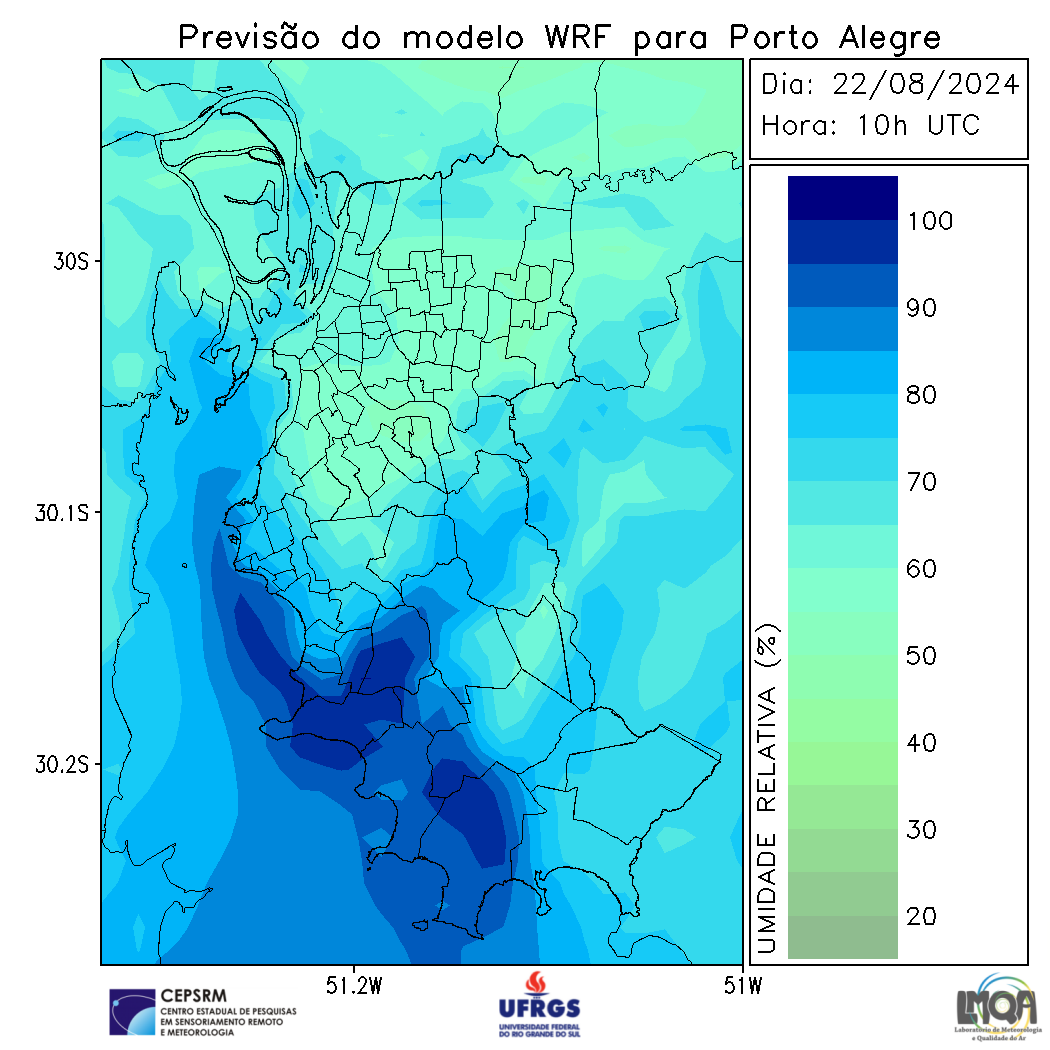 Previsão do modelo WRF para Porto Alegre
Dia: 22/08/2024
Hora: 10h UTC
30S
30.1S
30.2S
51.2W
51W
100
90
80
70
60
50
40
30
20
UMIDADE RELATIVA (%)
CEPSRM
CENTRO ESTADUAL DE PESQUISAS
EM SENSORIAMENTO REMOTO
E METEOROLOGIA
UFRGS
UNIVERSIDADE FEDERAL
DO RIO GRANDE DO SUL
LMQA
Laboratório de Meteorologia
e Qualidade do Ar